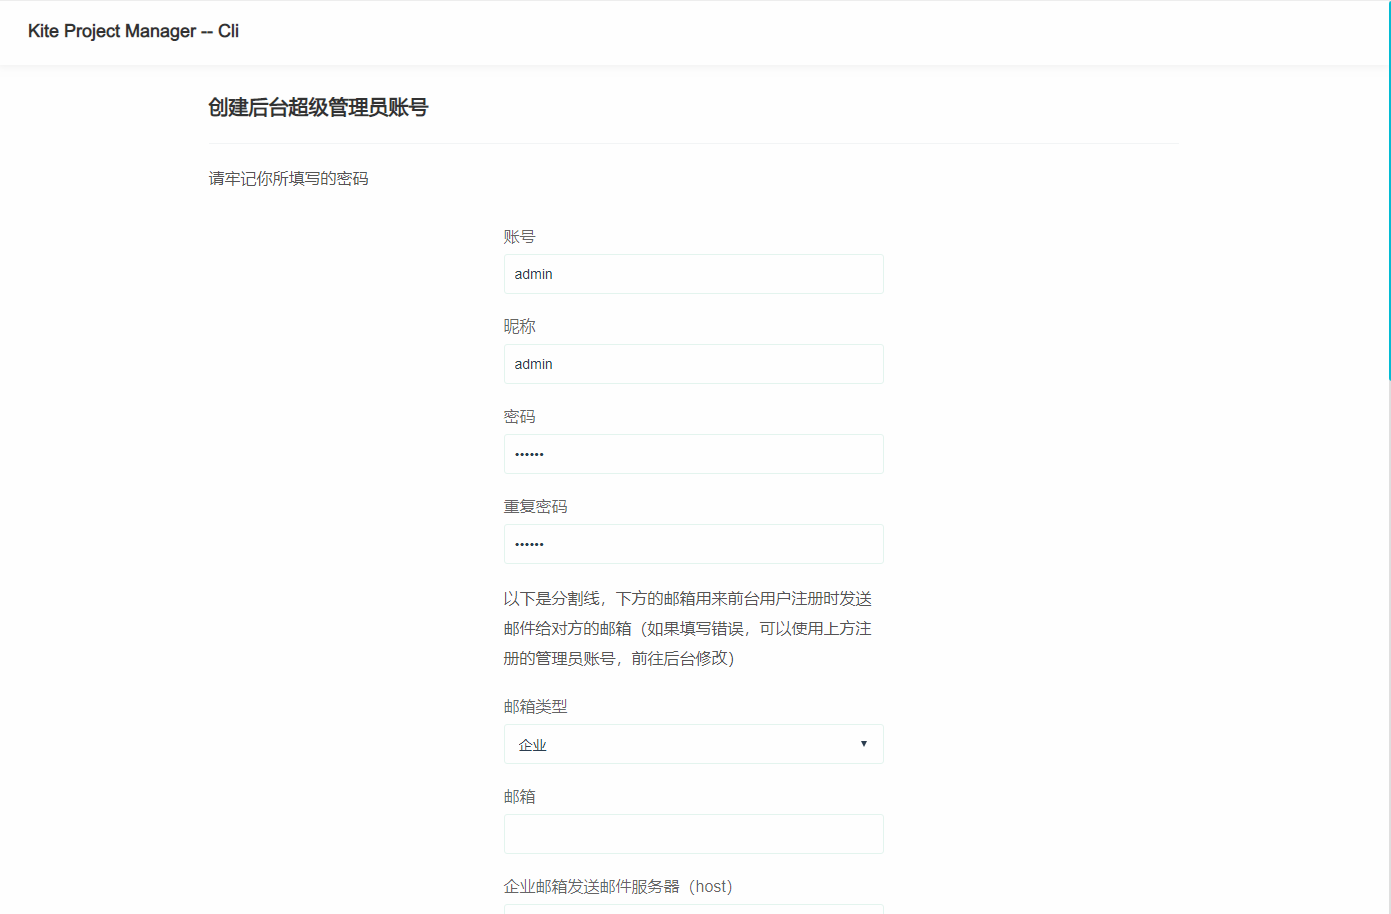 Kite Project Manager -- Cli
创建后台超级管理员账号
请牢记你所填写的密码
账号
admin
昵称
admin
密码
••••••
重复密码
••••••
以下是分割线，下方的邮箱用来前台用户注册时发送
邮件给对方的邮箱（如果填写错误，可以使用上方注
册的管理员账号，前往后台修改）
邮箱类型
企业
邮箱
企业邮箱发送邮件服务器（host）